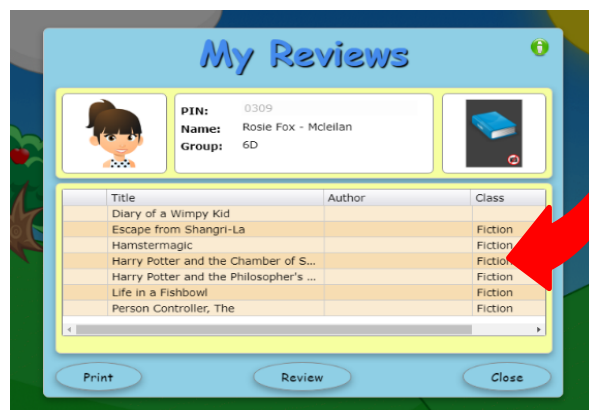 My Reviews
PIN: 0309
Name: Rosie Fox - Mcleilan
Group: 6D
Title Author Class
Diary of a Wimpy Kid
Escape from Shangri-La Fiction
Hamstermagic Fiction
Harry Potter and the Chamber of S... Fiction
Harry Potter and the Philosopher's ... Fiction
Life in a Fishbowl Fiction
Person Controller, The Fiction
Print Review Close